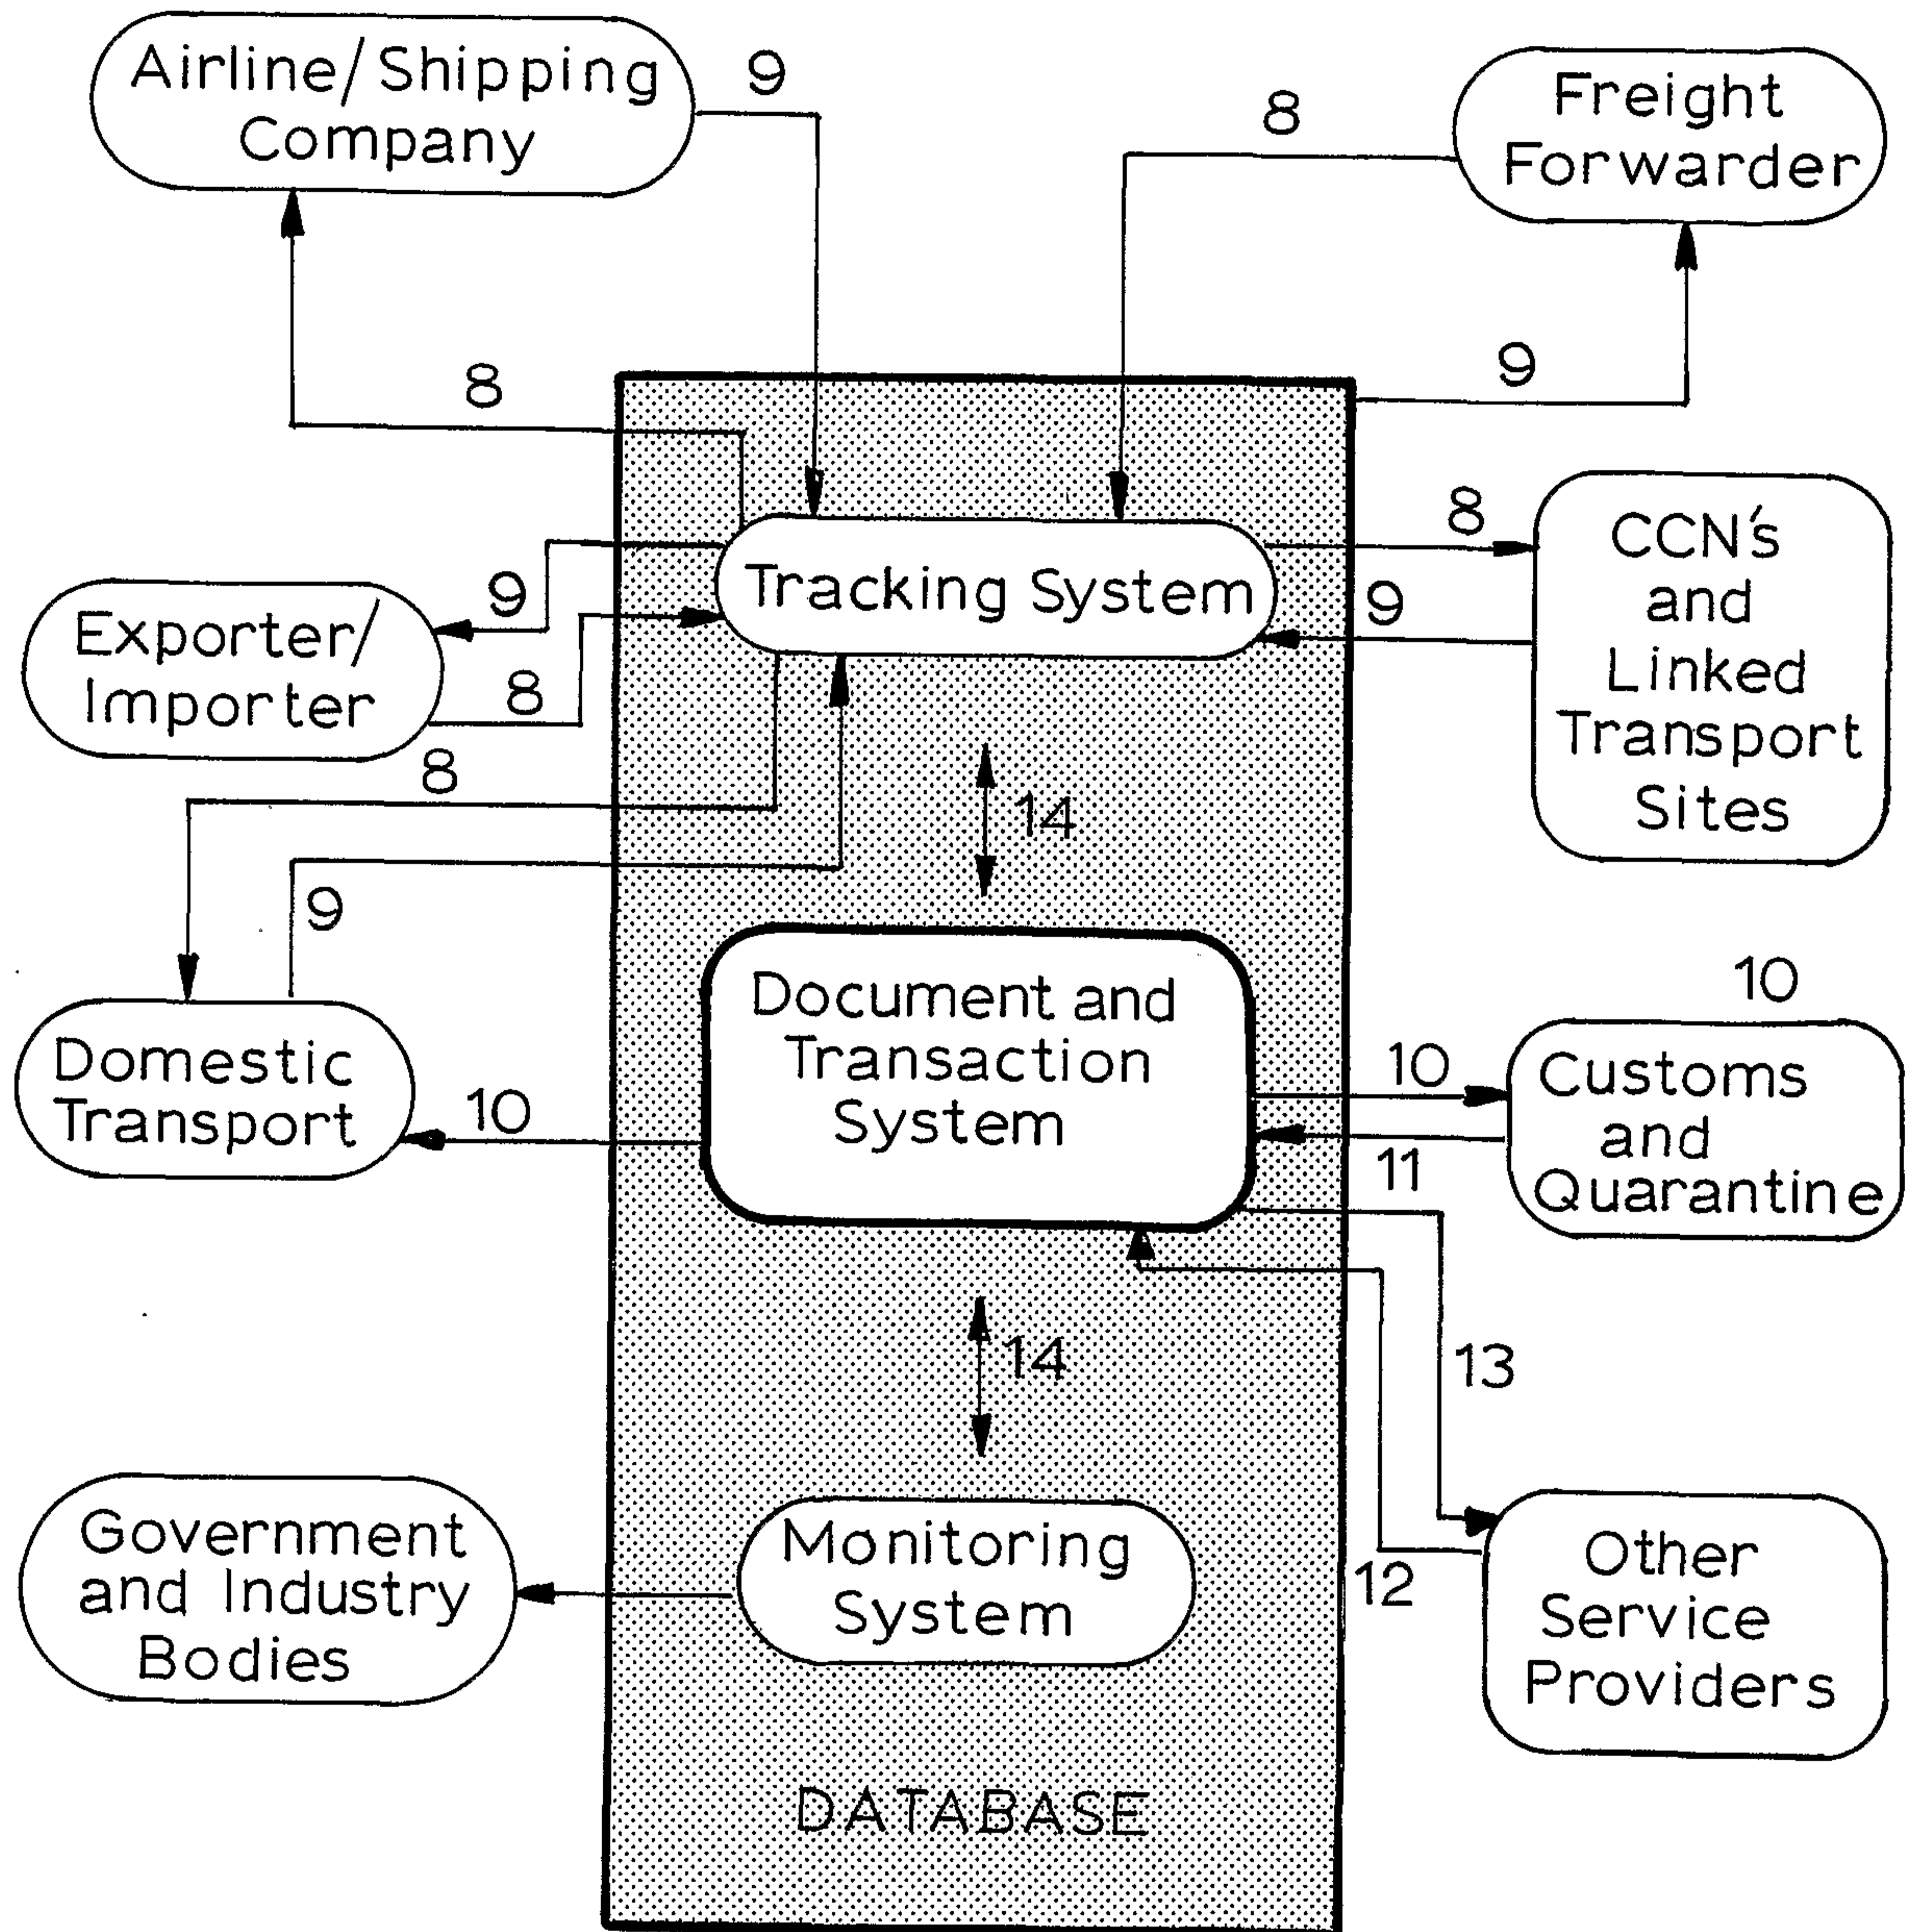 Airline/Shipping
Company
9
8
Freight
Forwarder
8
9
Tracking System
8
9
CCN's
and
Linked
Transport
Sites
Exporter/
Importer
9
8
8
9
14
Domestic
Transport
10
Document and
Transaction
System
10
10
11
Customs
and
Quarantine
14
13
12
Government
and Industry
Bodies
Monitoring
System
Other
Service
Providers
DATABASE